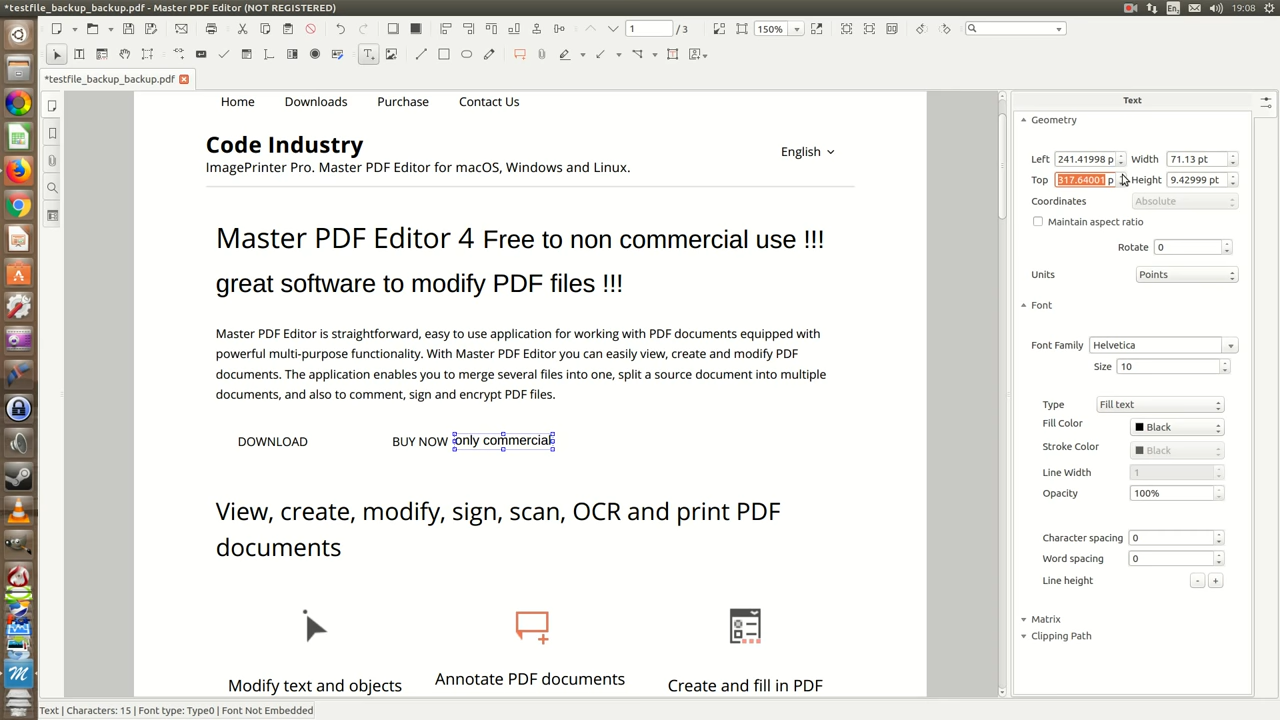 *testfile_backup_backup.pdf - Master PDF Editor (NOT REGISTERED)
En
19:08
1 / 3
150%
*testfile_backup_backup.pdf
Home Downloads Purchase Contact Us
Code Industry
English
ImagePrinter Pro. Master PDF Editor for macOS, Windows and Linux.
Master PDF Editor 4 Free to non commercial use !!!
great software to modify PDF files !!!
Master PDF Editor is straightforward, easy to use application for working with PDF documents equipped with
powerful multi-purpose functionality. With Master PDF Editor you can easily view, create and modify PDF
documents. The application enables you to merge several files into one, split a source document into multiple
documents, and also to comment, sign and encrypt PDF files.
DOWNLOAD BUY NOW only commercial
View, create, modify, sign, scan, OCR and print PDF
documents
Modify text and objects
Annotate PDF documents
Create and fill in PDF
Text
Geometry
Left 241.41998 p Width 71.13 pt
Top 317.64001 p Height 9.42999 pt
Coordinates Absolute
Maintain aspect ratio
Rotate 0
Units Points
Font
Font Family Helvetica
Size 10
Type Fill text
Fill Color Black
Stroke Color Black
Line Width 1
Opacity 100%
Character spacing 0
Word spacing 0
Line height - +
Matrix
Clipping Path
Text | Characters: 15 | Font type: Type0 | Font Not Embedded